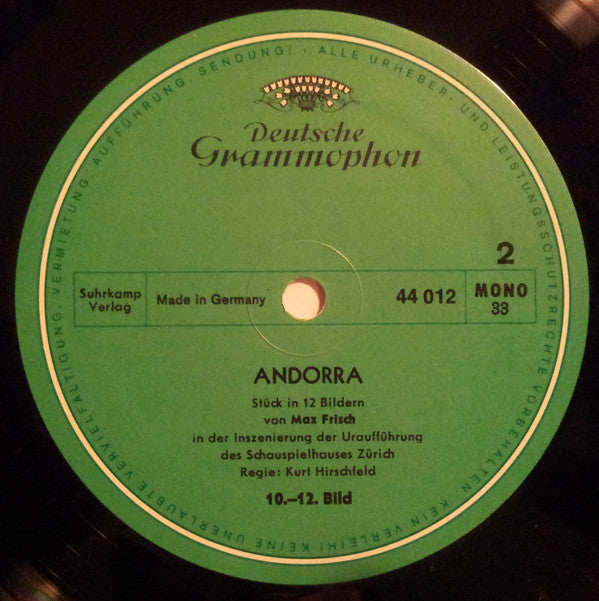 ALLE URHEBER- UND LEISTUNGSSCHUTZRECHTE VORBEHALTEN · KEIN VERLEIH! KEINE UNERLAUBTE VERVIELFÄLTIGUNG, VERMIETUNG, AUFFÜHRUNG, SENDUNG! ·
Deutsche
Grammophon
2
Suhrkamp
Verlag
Made in Germany
44 012
MONO
33
ANDORRA
Stück in 12 Bildern
von Max Frisch
in der Inszenierung der Uraufführung
des Schauspielhauses Zürich
Regie: Kurt Hirschfeld
10.–12. Bild